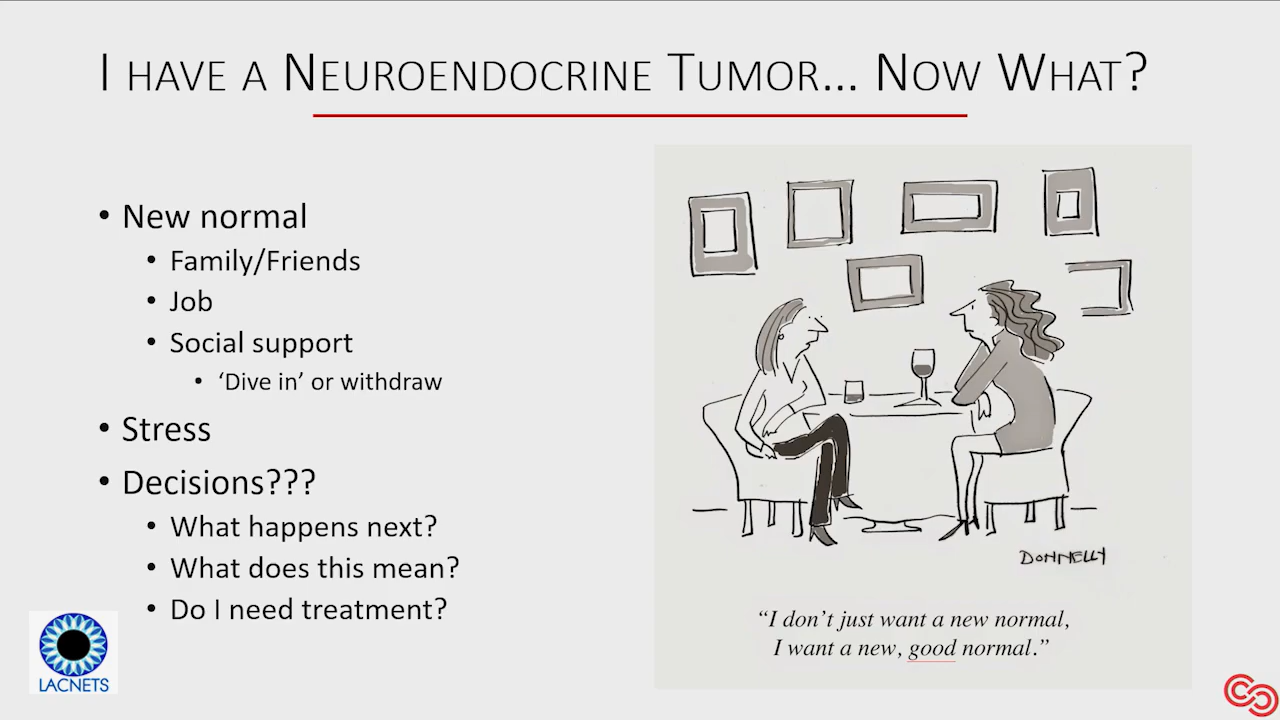 I HAVE A NEUROENDOCRINE TUMOR... NOW WHAT?
• New normal
• Family/Friends
• Job
• Social support
• ‘Dive in’ or withdraw
• Stress
• Decisions???
• What happens next?
• What does this mean?
• Do I need treatment?
LACNETS
DONNELLY
“I don’t just want a new normal,
I want a new, good normal.”